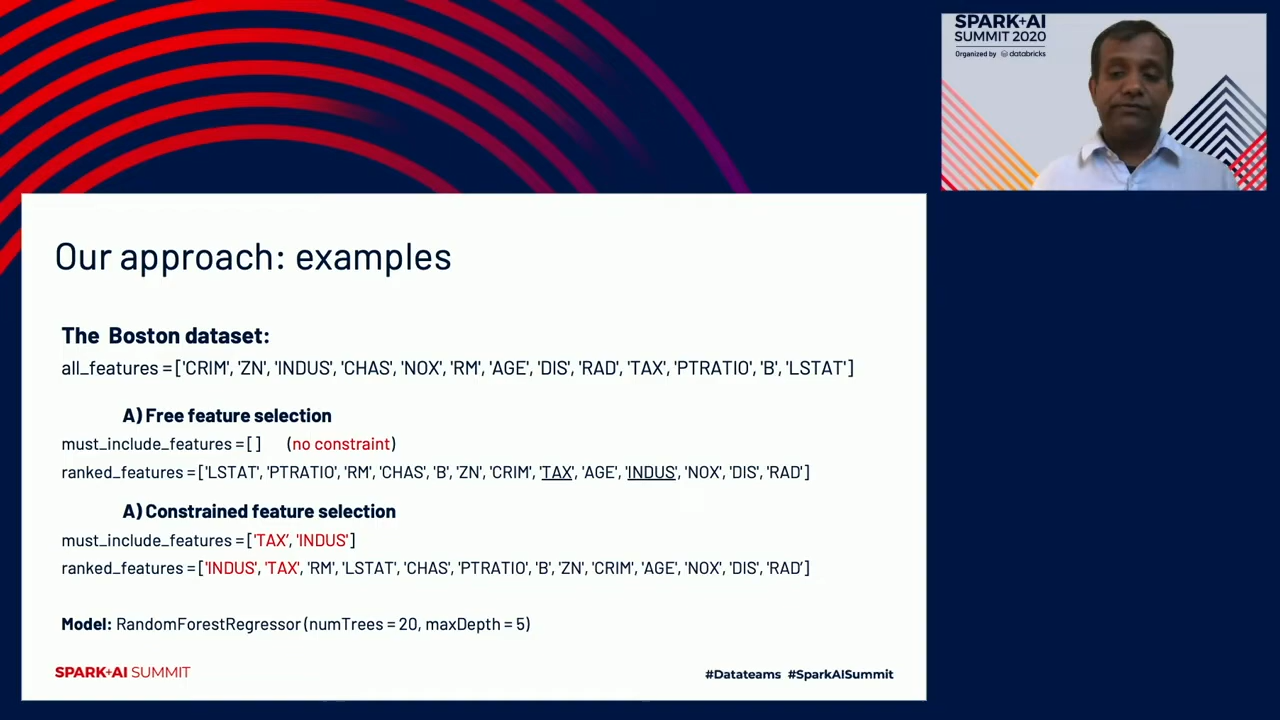 SPARK+AI
SUMMIT 2020
Organized by databricks
Our approach: examples
The Boston dataset:
all_features = ['CRIM', 'ZN', 'INDUS', 'CHAS', 'NOX', 'RM', 'AGE', 'DIS', 'RAD', 'TAX', 'PTRATIO', 'B', 'LSTAT']
A) Free feature selection
must_include_features = [ ] (no constraint)
ranked_features = ['LSTAT', 'PTRATIO', 'RM', 'CHAS', 'B', 'ZN', 'CRIM', 'TAX', 'AGE', 'INDUS', 'NOX', 'DIS', 'RAD']
A) Constrained feature selection
must_include_features = ['TAX’, 'INDUS']
ranked_features = ['INDUS', 'TAX', 'RM', 'LSTAT', 'CHAS', 'PTRATIO', 'B', 'ZN', 'CRIM', 'AGE', 'NOX', 'DIS', 'RAD’]
Model: RandomForestRegressor (numTrees = 20, maxDepth = 5)
SPARK+AI SUMMIT
#Datateams #SparkAISummit